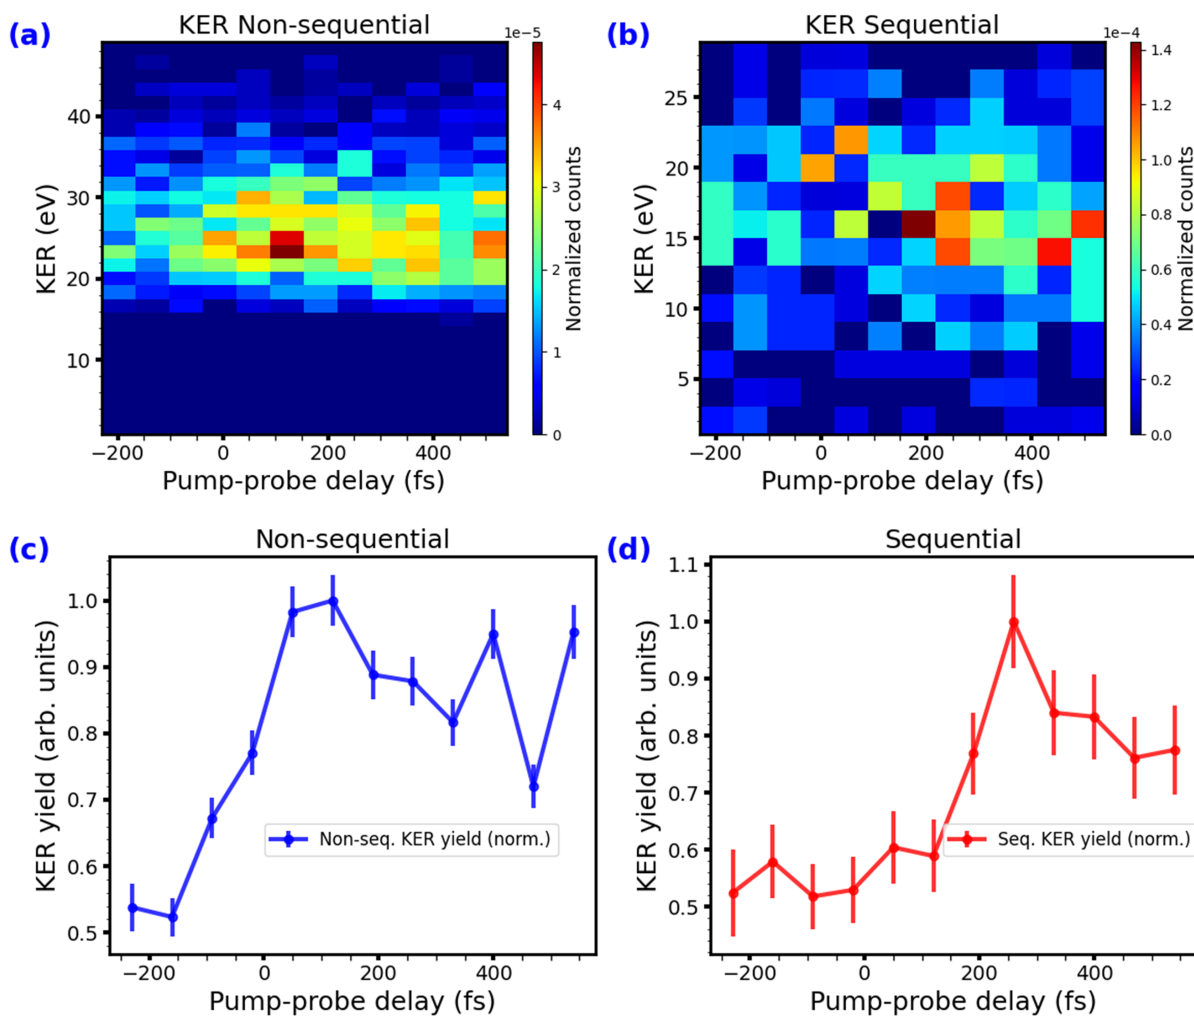 (a)
KER Non-sequential
1e−5
KER (eV)
40
30
20
10
−200
0
200
400
Pump-probe delay (fs)
4
3
2
1
0
Normalized counts
(b)
KER Sequential
1e−4
KER (eV)
25
20
15
10
5
−200
0
200
400
Pump-probe delay (fs)
1.4
1.2
1.0
0.8
0.6
0.4
0.2
0.0
Normalized counts
(c)
Non-sequential
KER yield (arb. units)
1.0
0.9
0.8
0.7
0.6
0.5
Non-seq. KER yield (norm.)
−200
0
200
400
Pump-probe delay (fs)
(d)
Sequential
KER yield (arb. units)
1.1
1.0
0.9
0.8
0.7
0.6
0.5
Seq. KER yield (norm.)
−200
0
200
400
Pump-probe delay (fs)